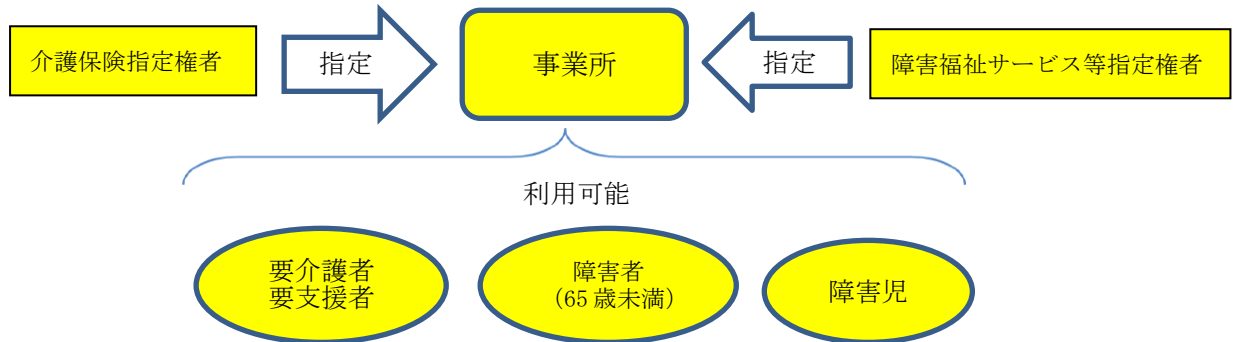 介護保険指定権者
指定
事業所
指定
障害福祉サービス等指定権者
利用可能
要介護者
要支援者
障害者
（65 歳未満）
障害児